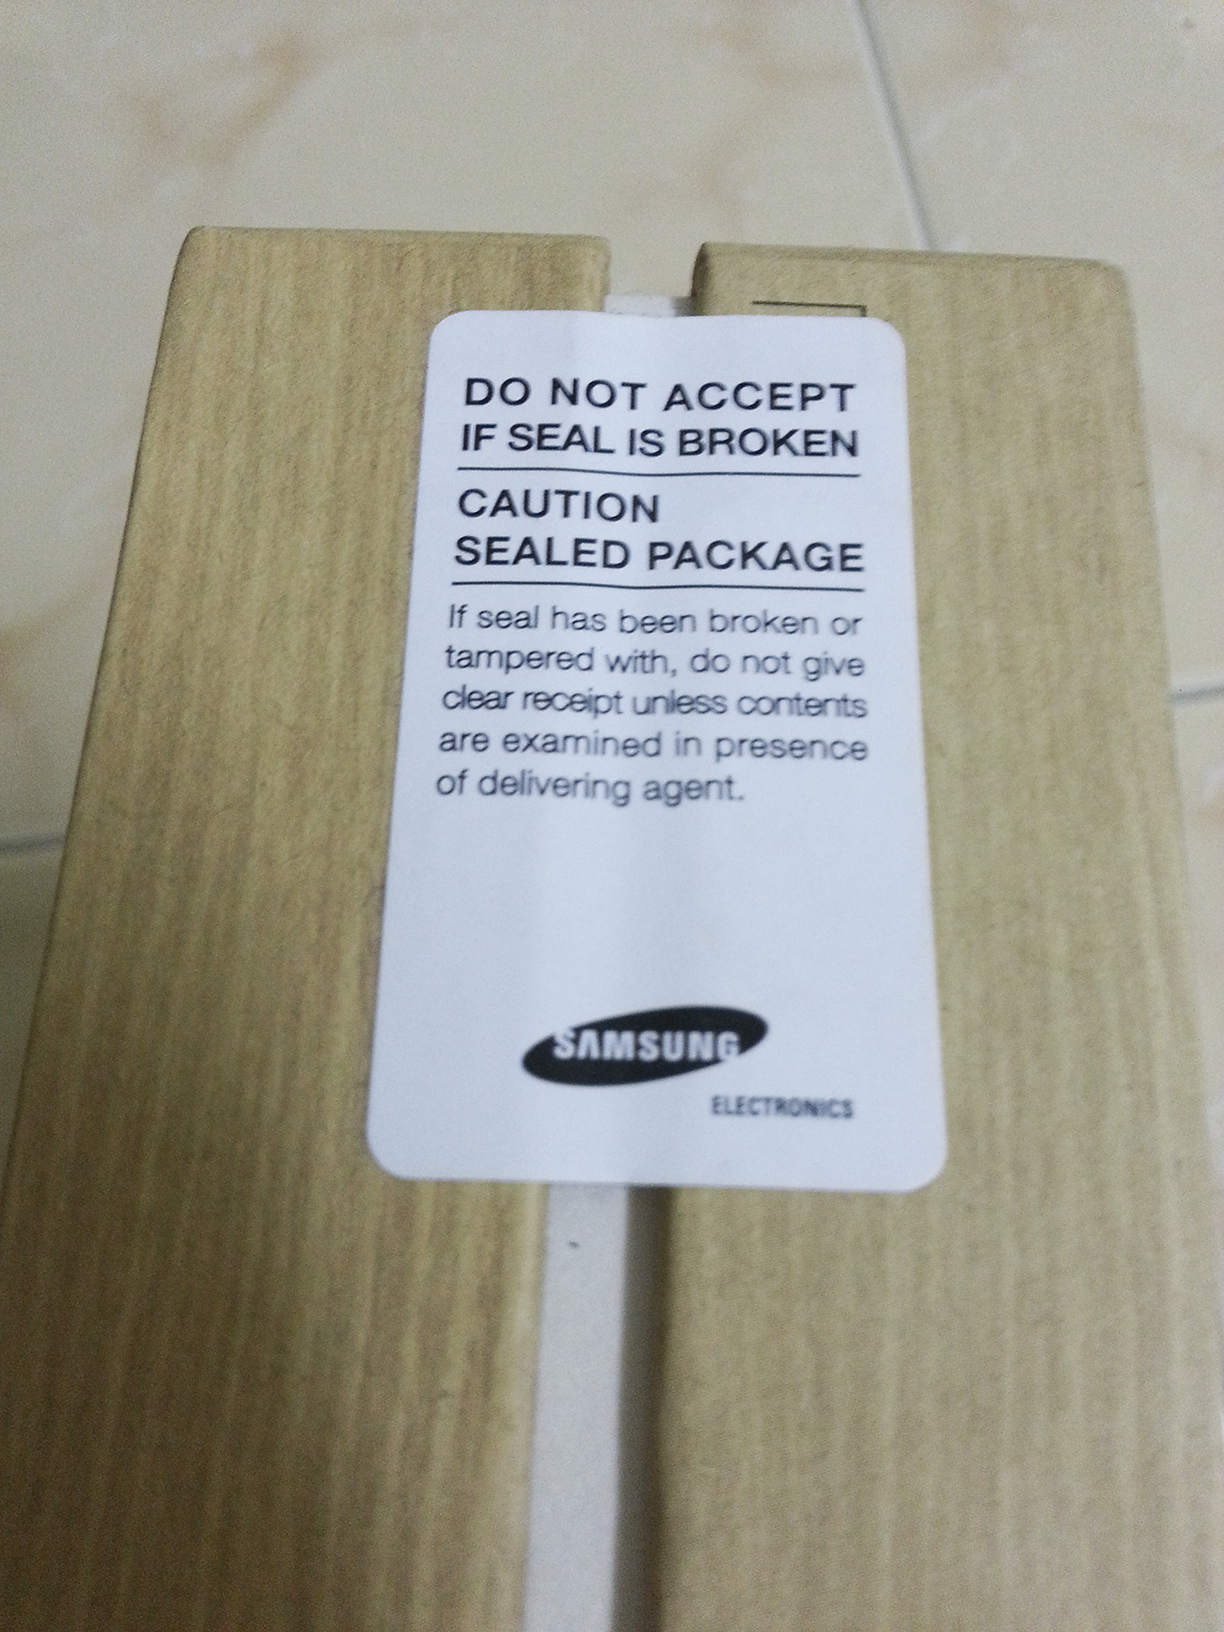 DO NOT ACCEPT
IF SEAL IS BROKEN
CAUTION
SEALED PACKAGE
If seal has been broken or
tampered with, do not give
clear receipt unless contents
are examined in presence
of delivering agent.
SAMSUNG
ELECTRONICS